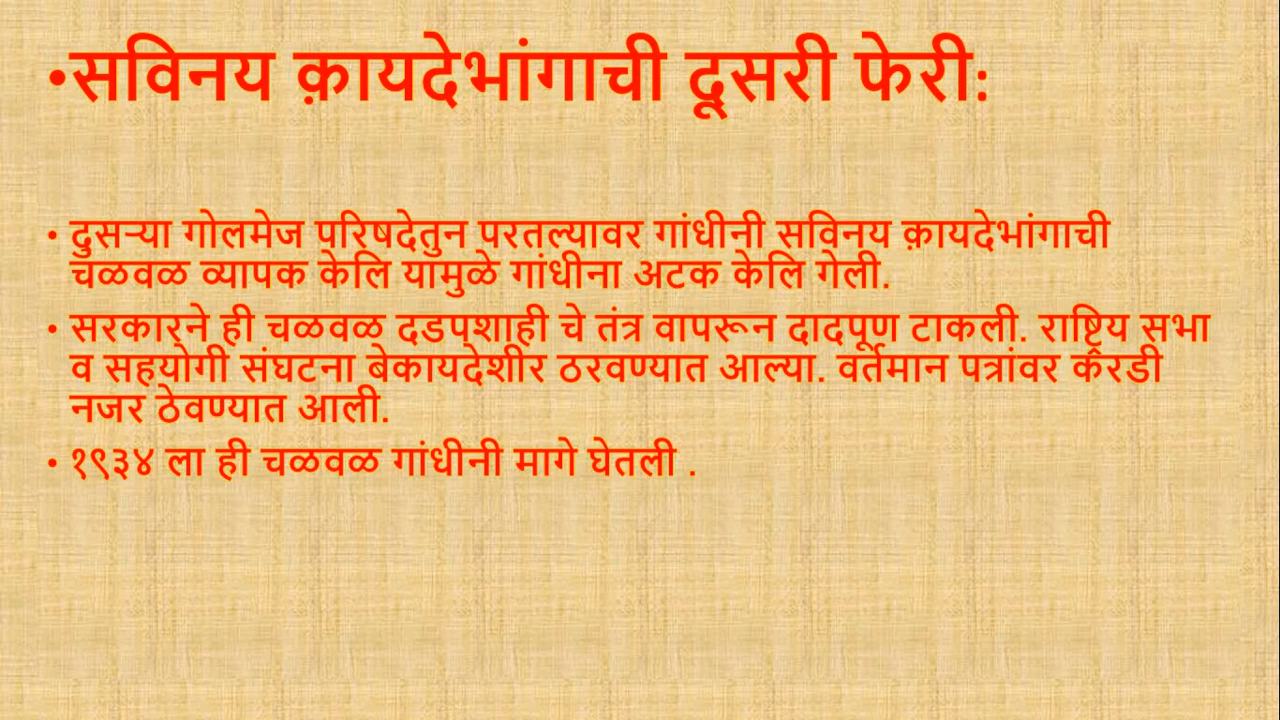 •सविनय क़ायदेभांगाची दूसरी फेरी:
• दुसऱ्या गोलमेज परिषदेतुन परतल्यावर गांधीनी सविनय क़ायदेभांगाची
चळवळ व्यापक केलि यामुळे गांधीना अटक केलि गेली.
• सरकारने ही चळवळ दडपशाही चे तंत्र वापरून दादपूण टाकली. राष्ट्रिय सभा
व सहयोगी संघटना बेकायदेशीर ठरवण्यात आल्या. वर्तमान पत्रांवर कॅरडी
नजर ठेवण्यात आली.
• १९३४ ला ही चळवळ गांधीनी मागे घेतली .